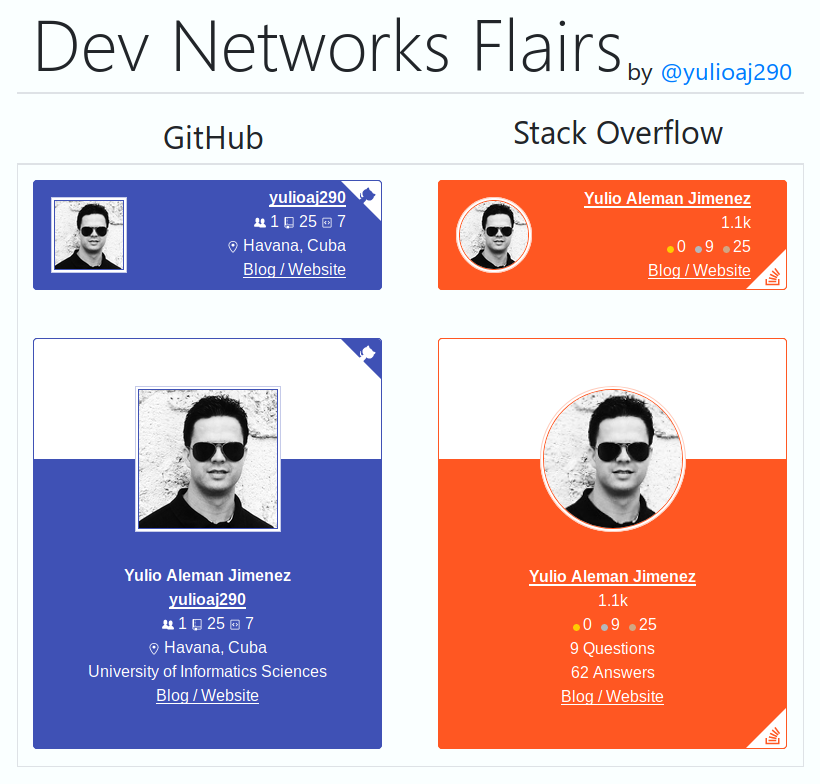 Dev Networks Flairs by @yulioaj290
GitHub
Stack Overflow
yulioaj290
1 25 7
Havana, Cuba
Blog / Website
Yulio Aleman Jimenez
1.1k
0 9 25
Blog / Website
Yulio Aleman Jimenez
yulioaj290
1 25 7
Havana, Cuba
University of Informatics Sciences
Blog / Website
Yulio Aleman Jimenez
1.1k
0 9 25
9 Questions
62 Answers
Blog / Website